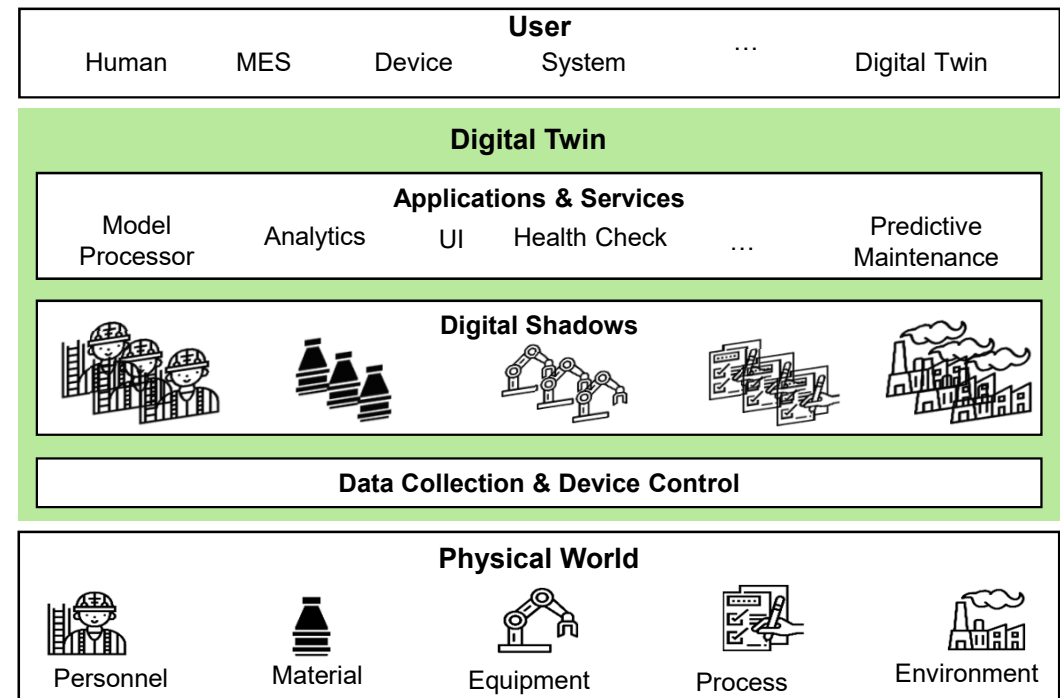 User
Human MES Device System … Digital Twin
Digital Twin
Applications & Services
Model Processor Analytics UI Health Check … Predictive Maintenance
Digital Shadows
Data Collection & Device Control
Physical World
Personnel Material Equipment Process Environment